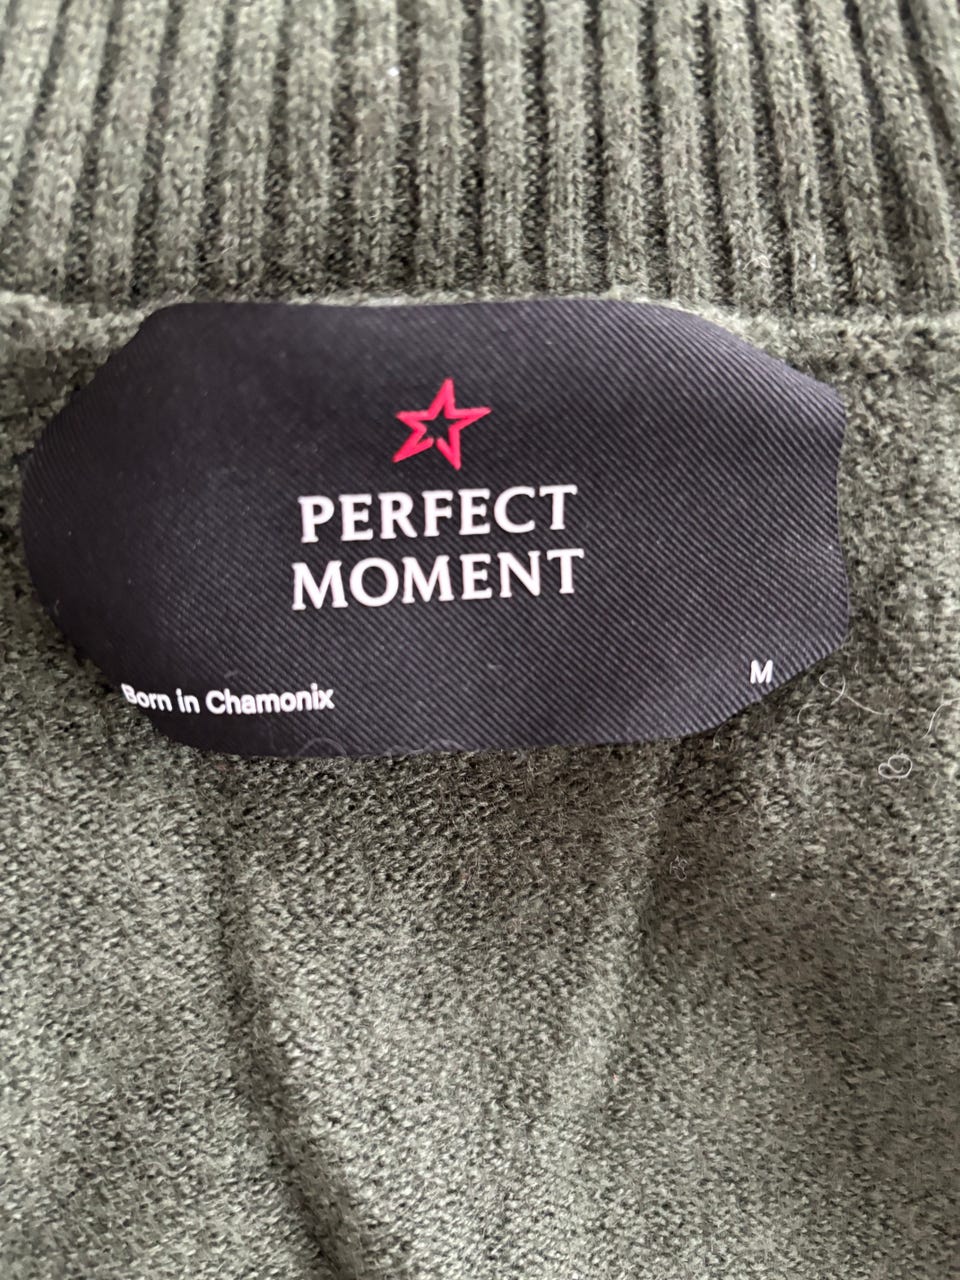 PERFECT
MOMENT
Born in Chamonix
M